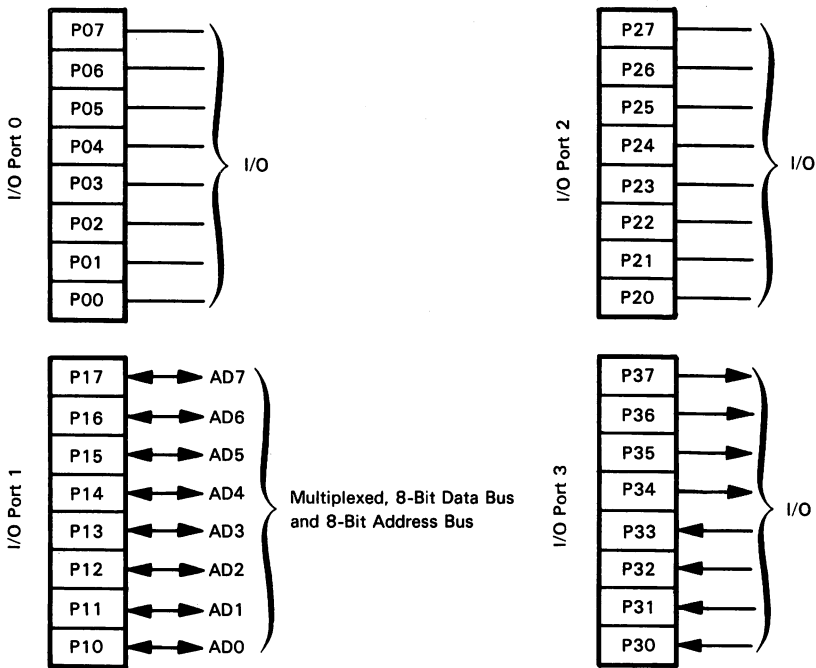 I/O Port 0
P07
P06
P05
P04
P03
P02
P01
P00
I/O
I/O Port 2
P27
P26
P25
P24
P23
P22
P21
P20
I/O
I/O Port 1
P17 AD7
P16 AD6
P15 AD5
P14 AD4
P13 AD3
P12 AD2
P11 AD1
P10 AD0
Multiplexed, 8-Bit Data Bus
and 8-Bit Address Bus
I/O Port 3
P37
P36
P35
P34
P33
P32
P31
P30
I/O